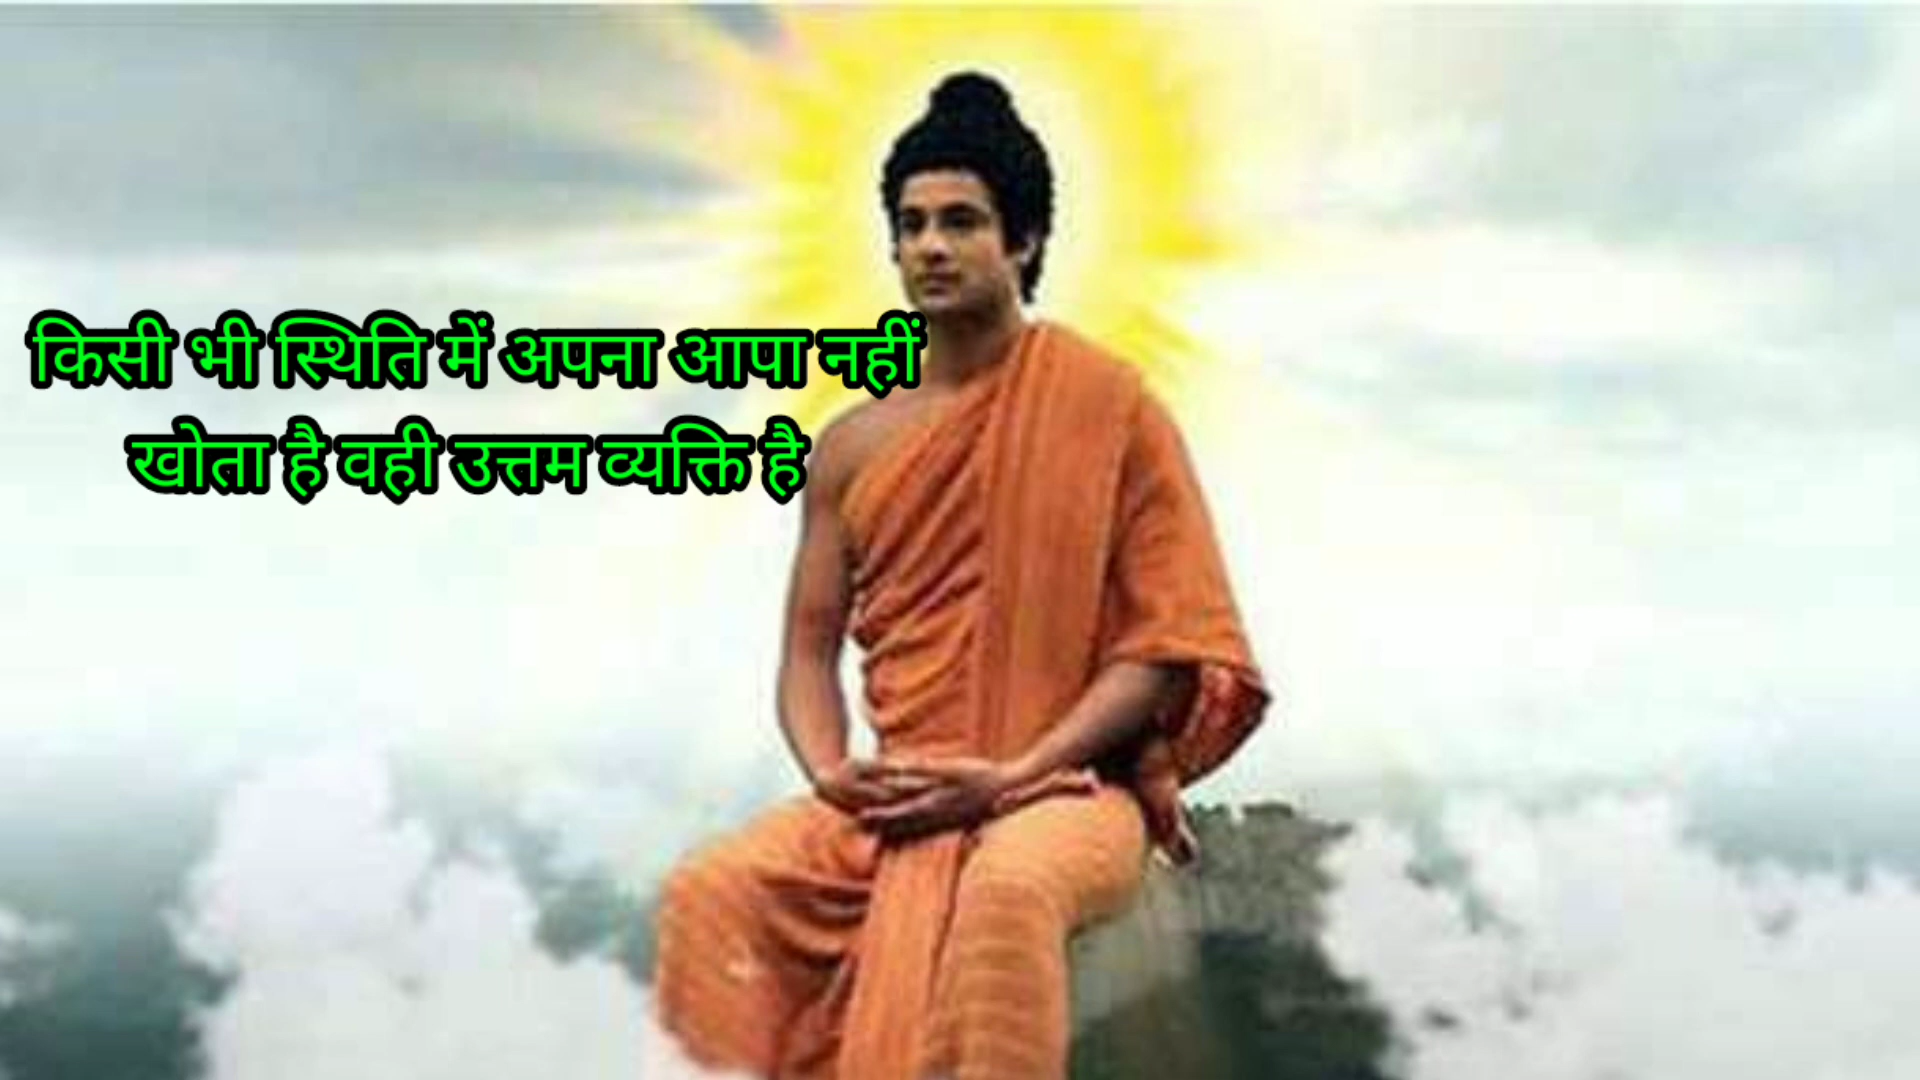 किसी भी स्थिति में अपना आपा नहीं
खोता है वही उत्तम व्यक्ति है